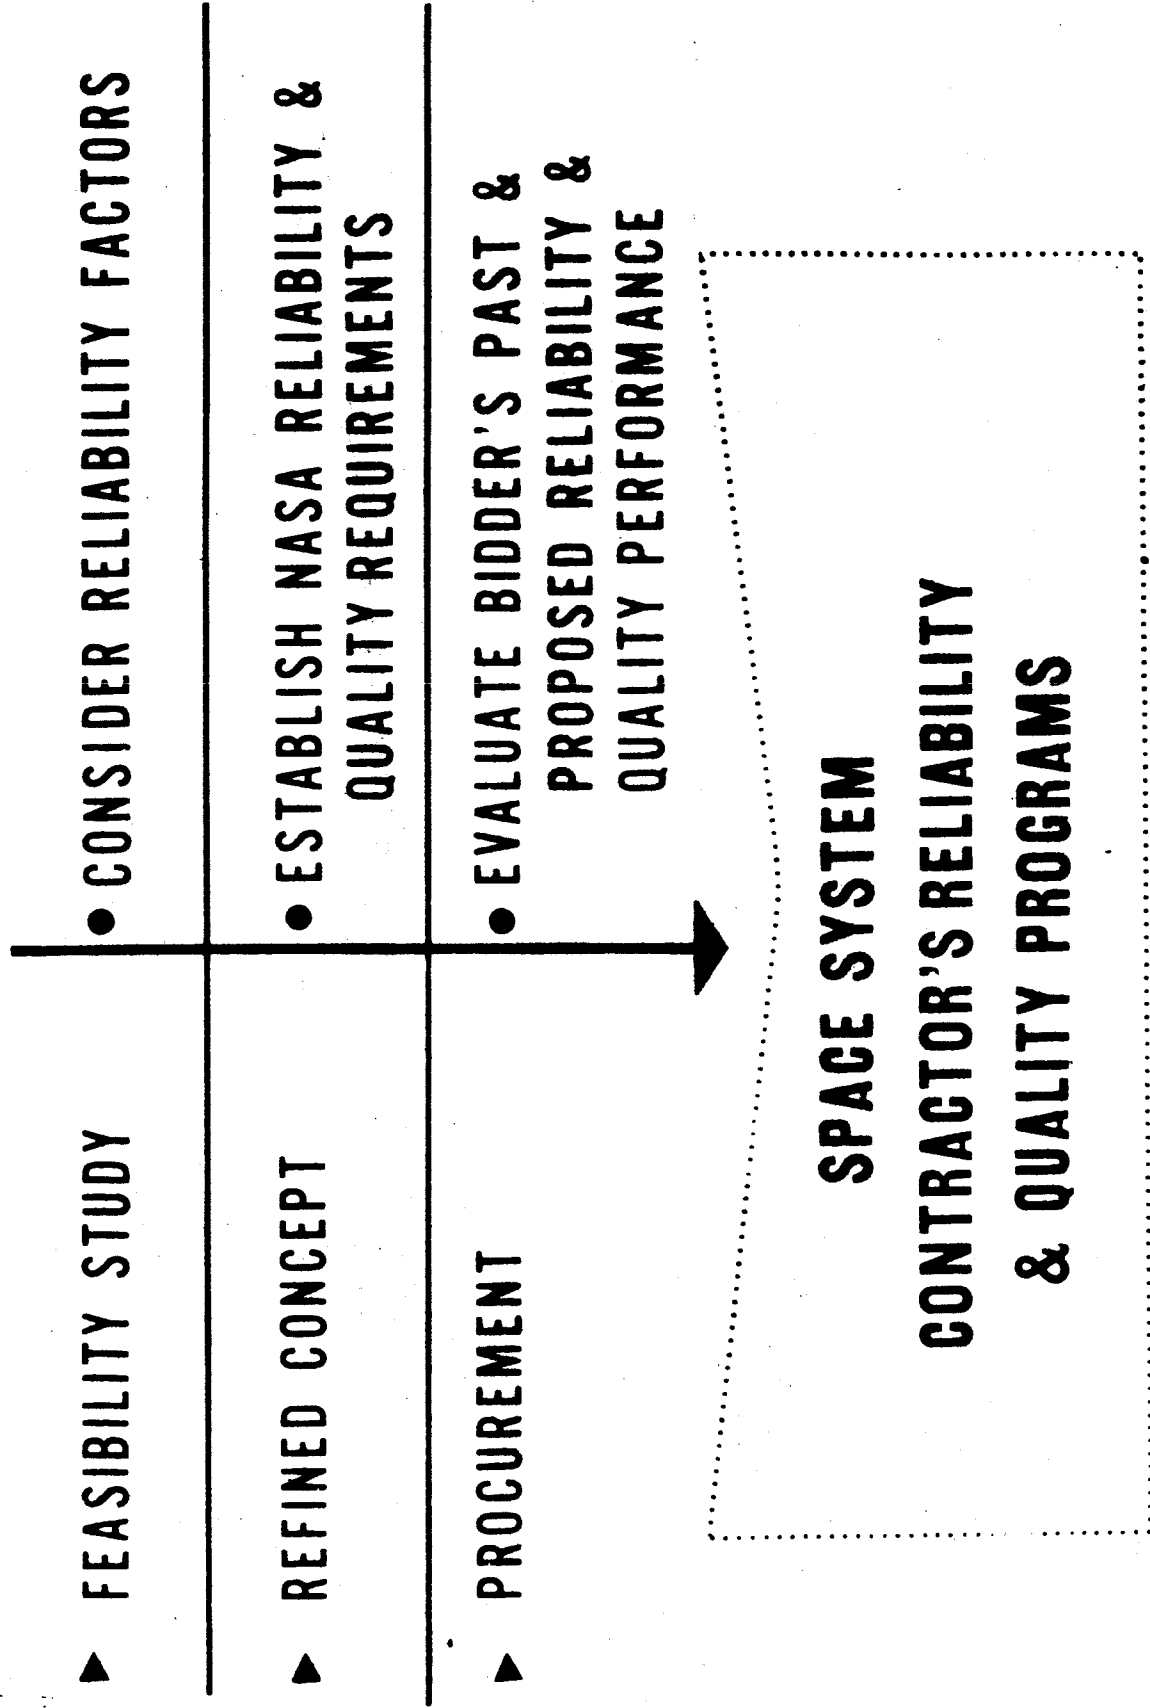 ▲ FEASIBILITY STUDY
● CONSIDER RELIABILITY FACTORS
▲ REFINED CONCEPT
● ESTABLISH NASA RELIABILITY &
QUALITY REQUIREMENTS
▲ PROCUREMENT
● EVALUATE BIDDER'S PAST &
PROPOSED RELIABILITY &
QUALITY PERFORMANCE
SPACE SYSTEM
CONTRACTOR'S RELIABILITY
& QUALITY PROGRAMS